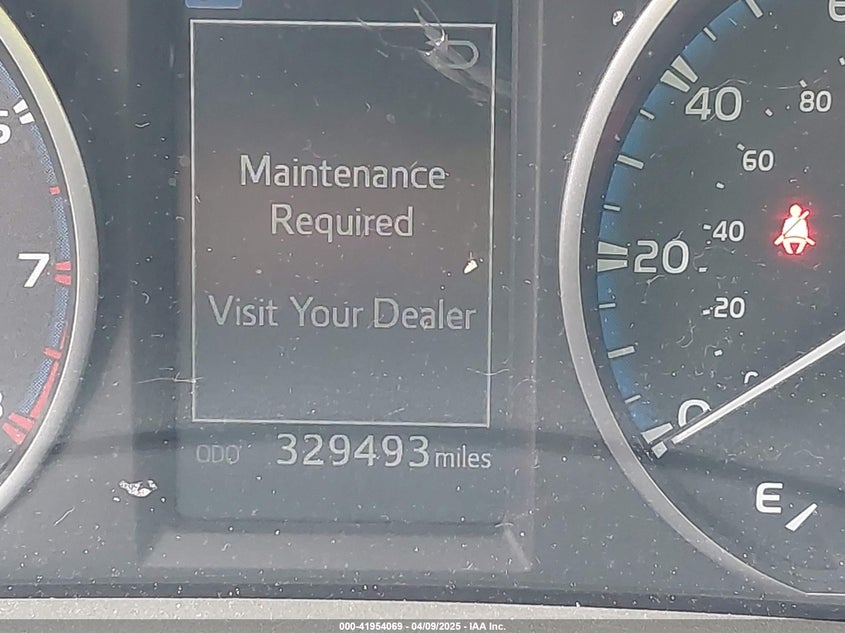 Maintenance
Required
Visit Your Dealer
ODO 329493 miles
7
40
80
60
40
20
20
0
E
000-41954069 - 04/09/2025 - IAA Inc.